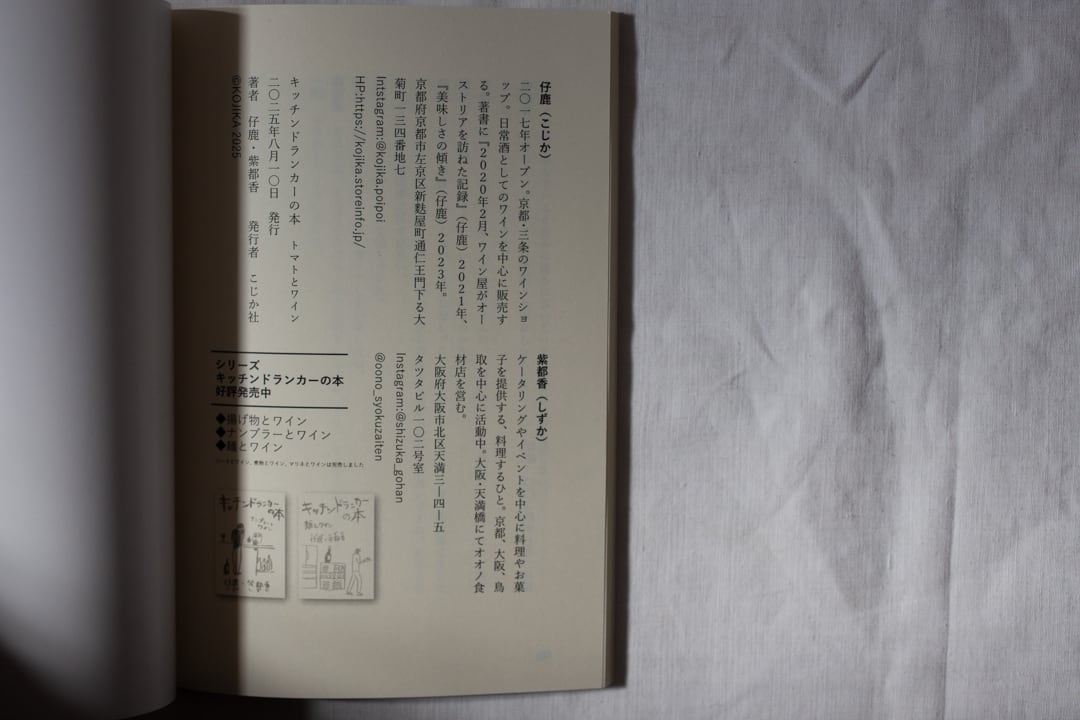 仔鹿（こじか）
二〇一七年オープン。京都・三条のワインショ
ップ。日常酒としてのワインを中心に販売す
る。著書に『2020年2月、ワイン屋がオー
ストリアを訪ねた記録』（仔鹿）2021年、
『美味しさの傾き』（仔鹿）2023年。
京都府京都市左京区新麩屋町通仁王門下る大
菊町一三四番地七
Intstagram:@kojika.poipoi
HP:https://kojika.storeinfo.jp/
紫都香（しずか）
ケータリングやイベントを中心に料理やお菓
子を提供する、料理するひと。京都、大阪、鳥
取を中心に活動中。大阪・天満橋にてオオノ食
材店を営む。
大阪府大阪市北区天満三―四―五
タツタビル一〇二号室
Instagram:@shizuka_gohan
@oono_syokuzaiten
キッチンドランカーの本　トマトとワイン
二〇二五年八月一〇日　発行
著者　仔鹿・紫都香　発行者　こじか社
©KOJIKA 2025
シリーズ
キッチンドランカーの本
好評発売中
◆揚げ物とワイン
◆ナンプラーとワイン
◆麺とワイン
キッチンドランカー
の本
ナンプラーと
ワイン
キッチンドランカー
の本
麺とワイン